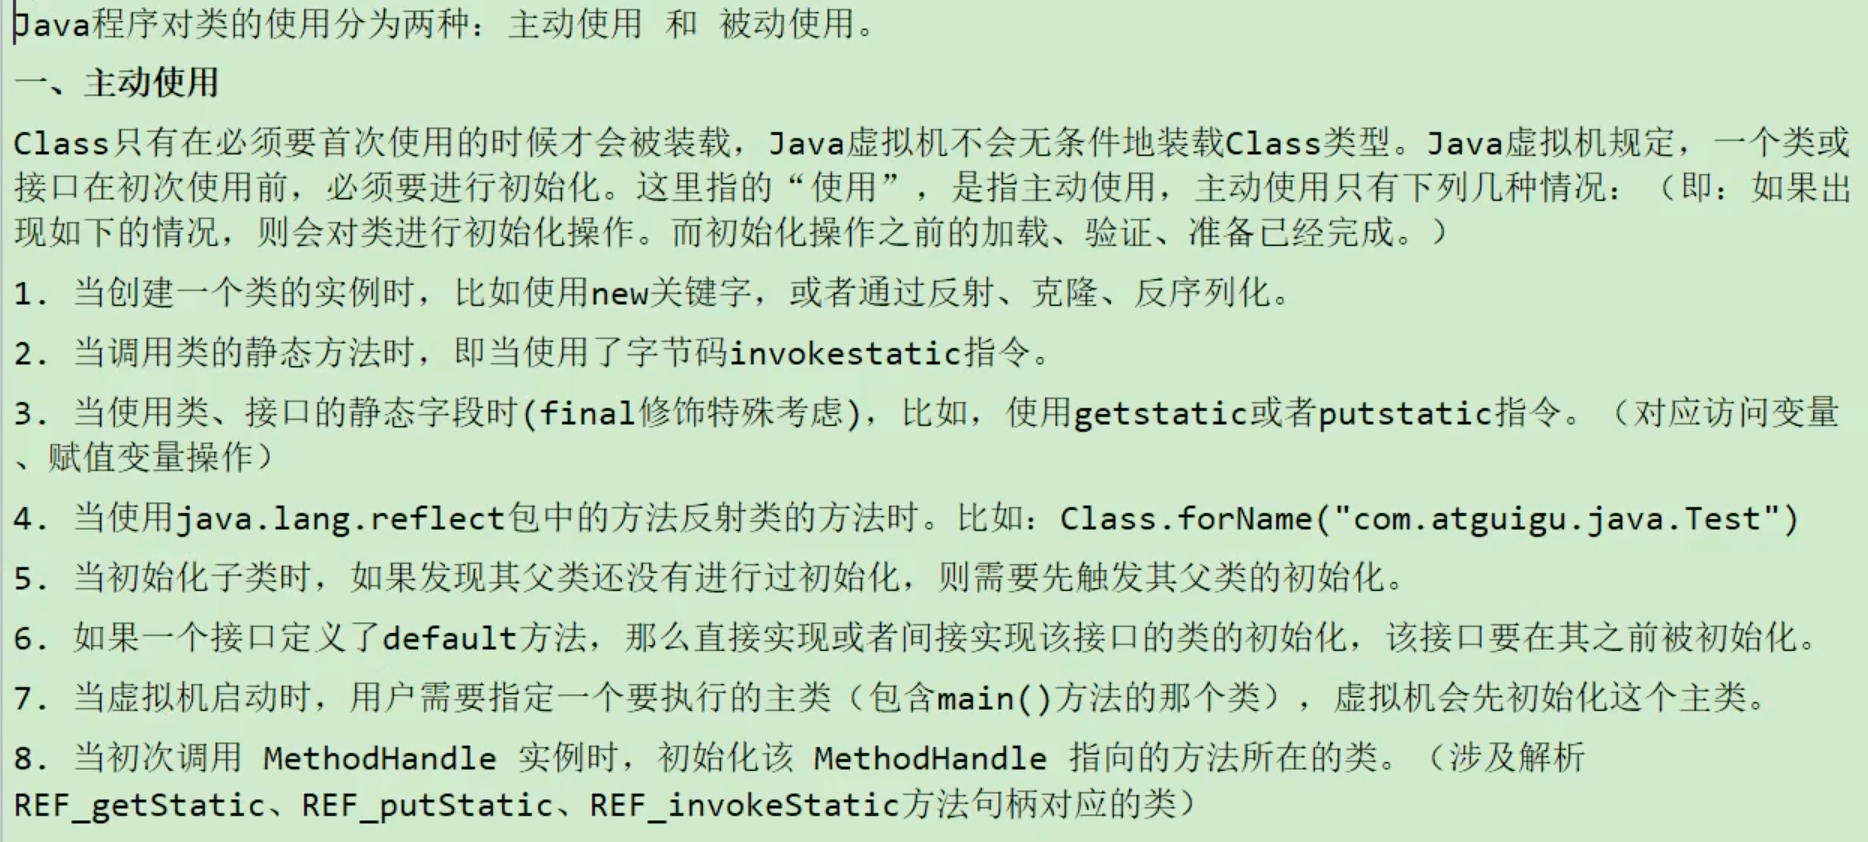 Java程序对类的使用分为两种：主动使用 和 被动使用。
一、主动使用
Class只有在必须要首次使用的时候才会被装载，Java虚拟机不会无条件地装载Class类型。Java虚拟机规定，一个类或
接口在初次使用前，必须要进行初始化。这里指的“使用”，是指主动使用，主动使用只有下列几种情况：（即：如果出
现如下的情况，则会对类进行初始化操作。而初始化操作之前的加载、验证、准备已经完成。）
1. 当创建一个类的实例时，比如使用new关键字，或者通过反射、克隆、反序列化。
2. 当调用类的静态方法时，即当使用了字节码invokestatic指令。
3. 当使用类、接口的静态字段时(final修饰特殊考虑)，比如，使用getstatic或者putstatic指令。（对应访问变量
、赋值变量操作）
4. 当使用java.lang.reflect包中的方法反射类的方法时。比如：Class.forName("com.atguigu.java.Test")
5. 当初始化子类时，如果发现其父类还没有进行过初始化，则需要先触发其父类的初始化。
6. 如果一个接口定义了default方法，那么直接实现或者间接实现该接口的类的初始化，该接口要在其之前被初始化。
7. 当虚拟机启动时，用户需要指定一个要执行的主类（包含main()方法的那个类），虚拟机会先初始化这个主类。
8. 当初次调用 MethodHandle 实例时，初始化该 MethodHandle 指向的方法所在的类。（涉及解析
REF_getStatic、REF_putStatic、REF_invokeStatic方法句柄对应的类）